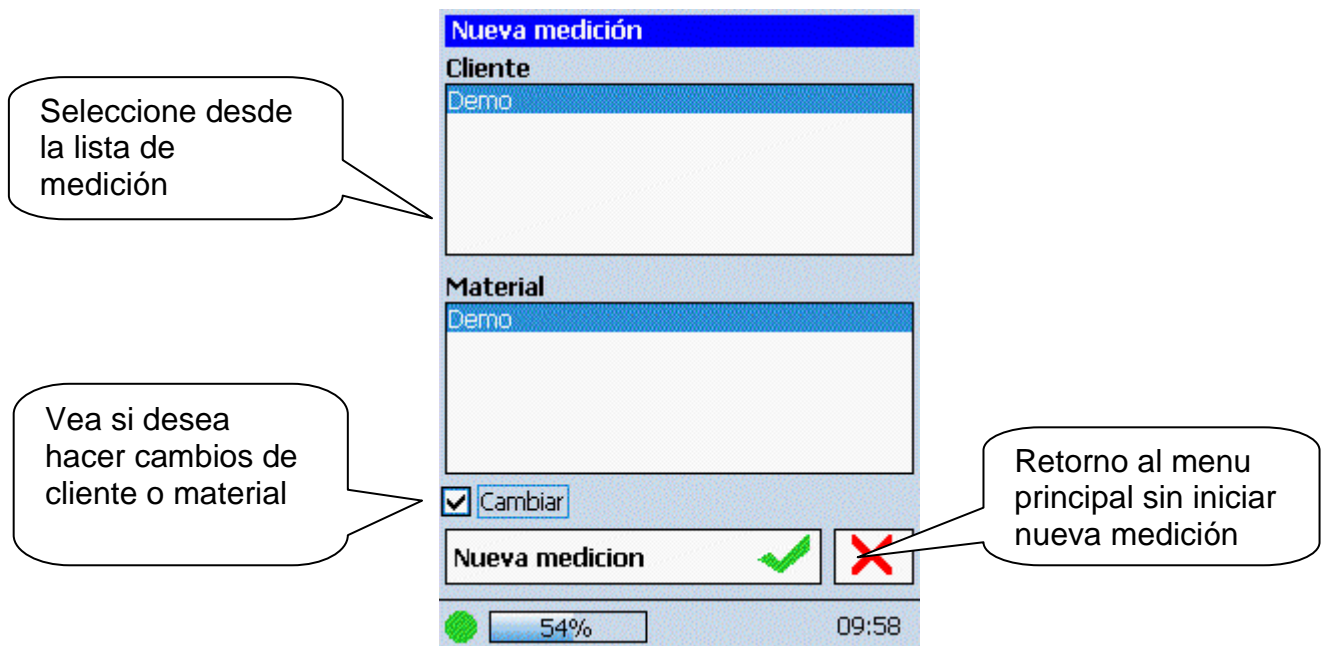 Nueva medición
Cliente
Demo
Seleccione desde
la lista de
medición
Material
Demo
Vea si desea
hacer cambios de
cliente o material
Cambiar
Nueva medicion
Retorno al menu
principal sin iniciar
nueva medición
54%
09:58